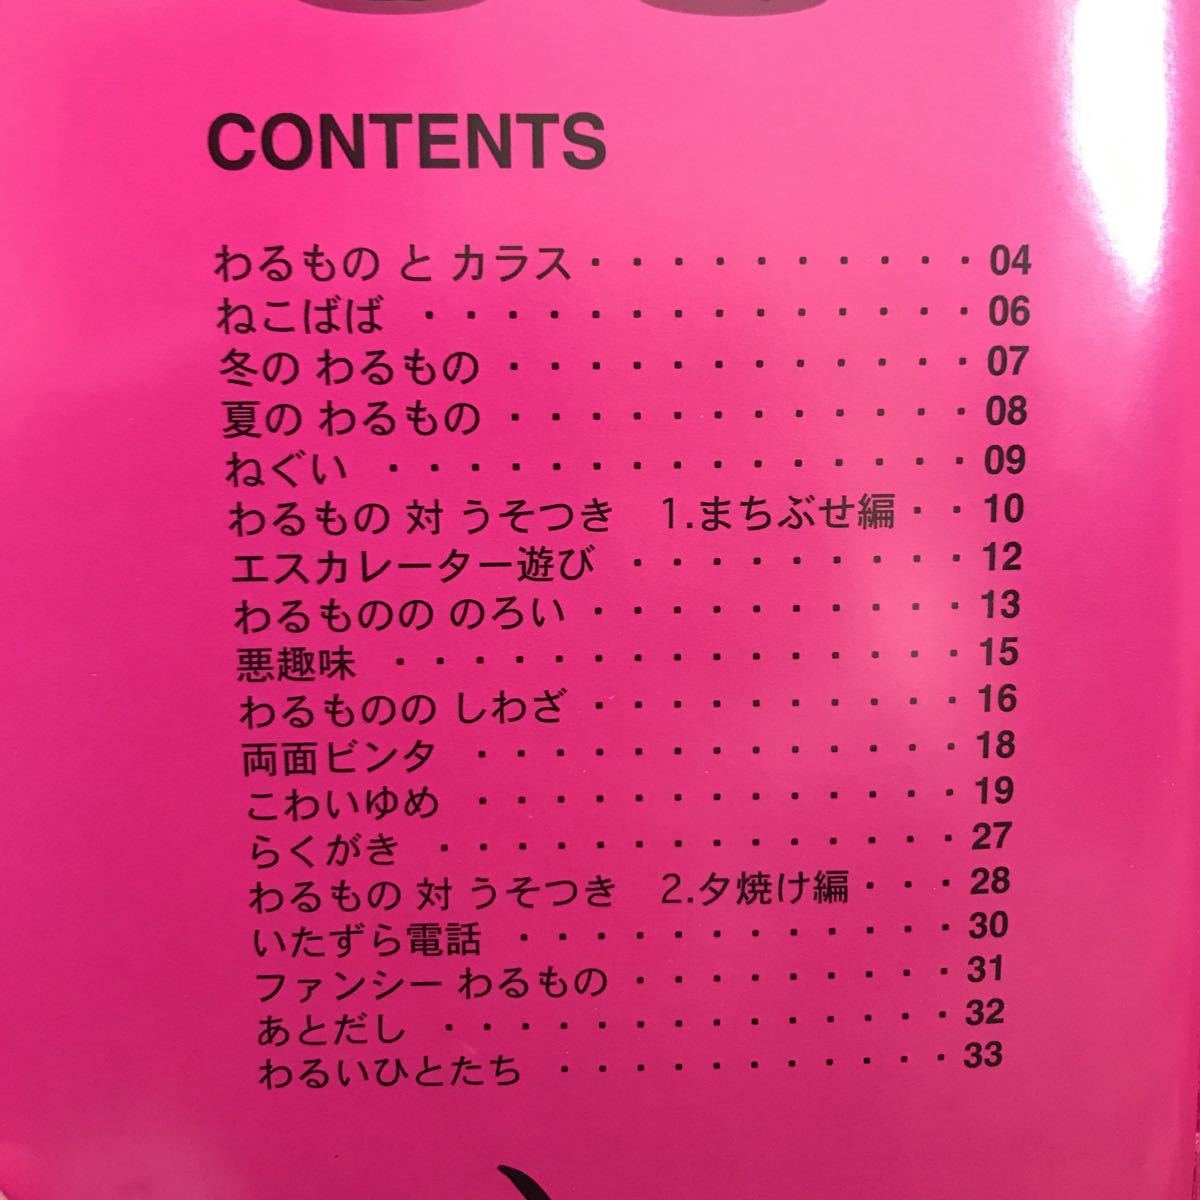 CONTENTS
わるもの と カラス・・・・・・・・・・04
ねこばば ・・・・・・・・・・・・・・06
冬の わるもの・・・・・・・・・・・・07
夏の わるもの・・・・・・・・・・・・08
ねぐい ・・・・・・・・・・・・・・・09
わるもの 対 うそつき　1.まちぶせ編・・10
エスカレーター遊び ・・・・・・・・・12
わるものの のろい・・・・・・・・・・13
悪趣味 ・・・・・・・・・・・・・・・15
わるものの しわざ・・・・・・・・・・16
両面ビンタ ・・・・・・・・・・・・・18
こわいゆめ ・・・・・・・・・・・・・19
らくがき ・・・・・・・・・・・・・・27
わるもの 対 うそつき　2.夕焼け編・・・28
いたずら電話 ・・・・・・・・・・・・30
ファンシー わるもの・・・・・・・・・31
あとだし ・・・・・・・・・・・・・・32
わるいひとたち ・・・・・・・・・・・33